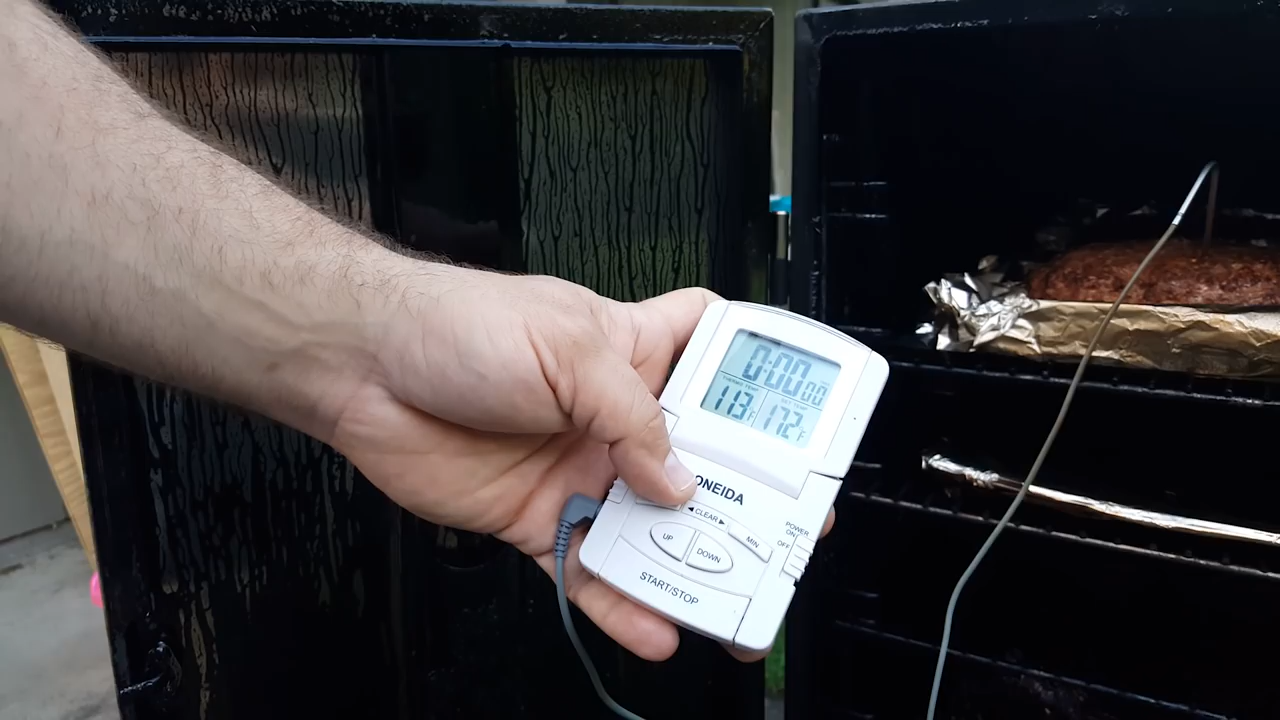 0:00 00
113°F 172°F
ONEIDA
◄ CLEAR ►
MIN
UP DOWN
START/STOP
POWER
ON
OFF